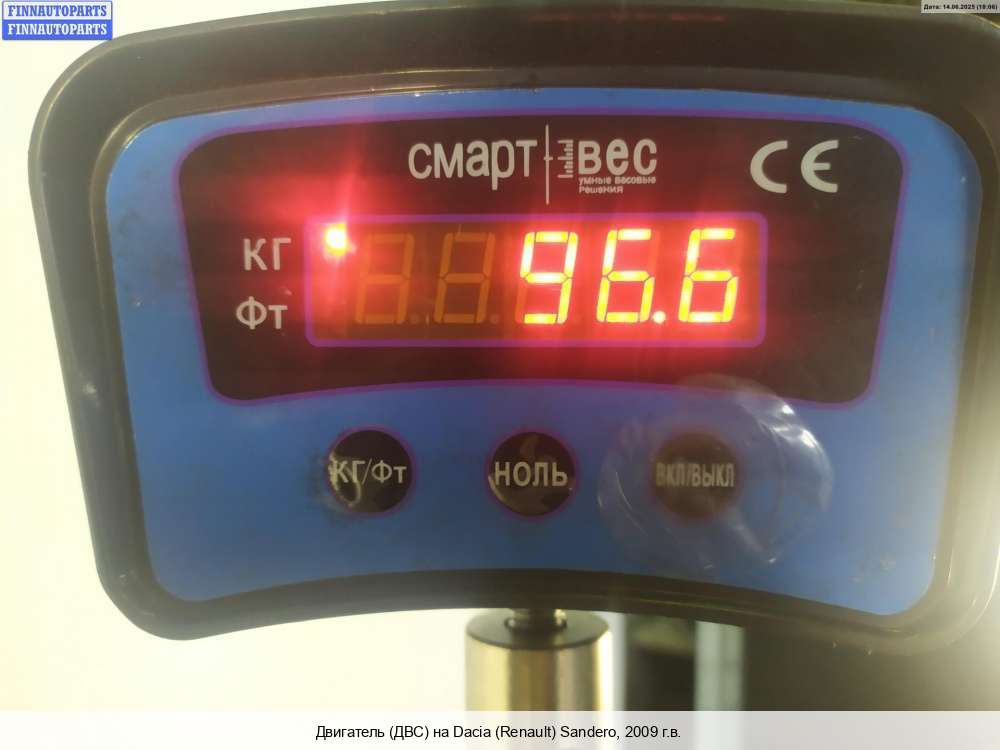 FINNAUTOPARTS
FINNAUTOPARTS
Дата: 14.06.2025 (18:06)
смарт вес
умные весовые
решения
CE
КГ
Фт
96.6
КГ/Фт
НОЛЬ
ВКЛ/ВЫКЛ
Двигатель (ДВС) на Dacia (Renault) Sandero, 2009 г.в.